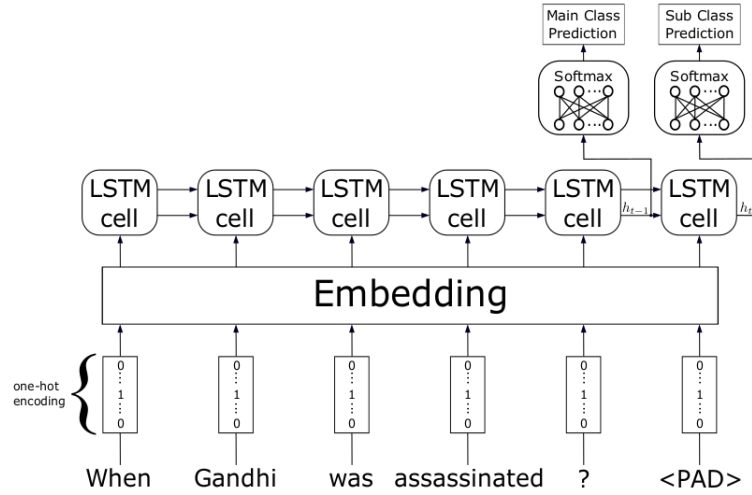 Main Class
Prediction
Sub Class
Prediction
Softmax
Softmax
LSTM
cell
LSTM
cell
LSTM
cell
LSTM
cell
LSTM
cell
LSTM
cell
h_{t-1}
h_t
Embedding
one-hot
encoding
0
1
0
0
1
0
0
1
0
0
1
0
0
1
0
0
1
0
When Gandhi was assassinated ? <PAD>